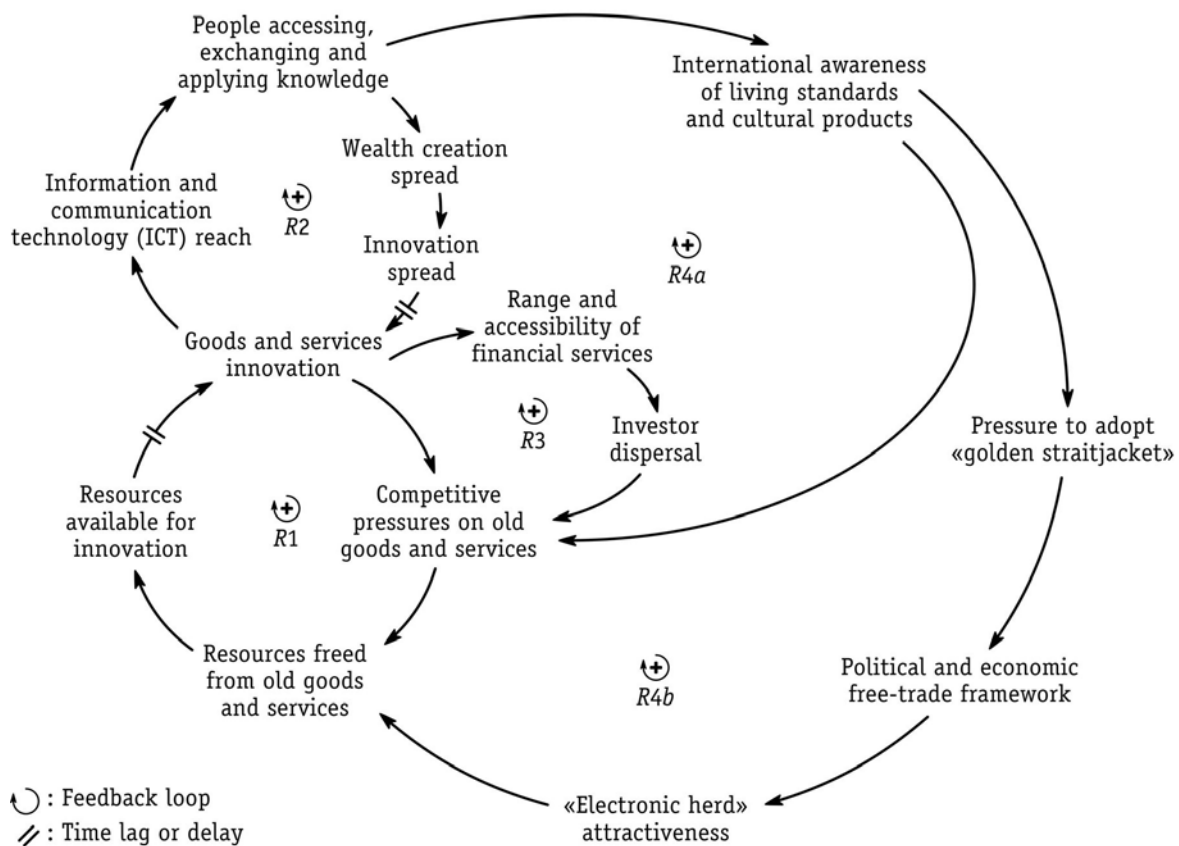 People accessing,
exchanging and
applying knowledge
International awareness
of living standards
and cultural products
Wealth creation
spread
Information and
communication
technology (ICT) reach
R2
Innovation
spread
R4a
Range and
accessibility of
financial services
Goods and services
innovation
R3
Investor
dispersal
Pressure to adopt
«golden straitjacket»
Resources
available for
innovation
R1
Competitive
pressures on old
goods and services
Resources freed
from old goods
and services
R4b
Political and economic
free-trade framework
«Electronic herd»
attractiveness
: Feedback loop
: Time lag or delay